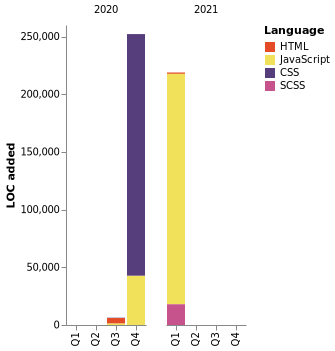 2020
2021
Language
HTML
JavaScript
CSS
SCSS
LOC added
250,000
200,000
150,000
100,000
50,000
0
Q1
Q2
Q3
Q4
Q1
Q2
Q3
Q4